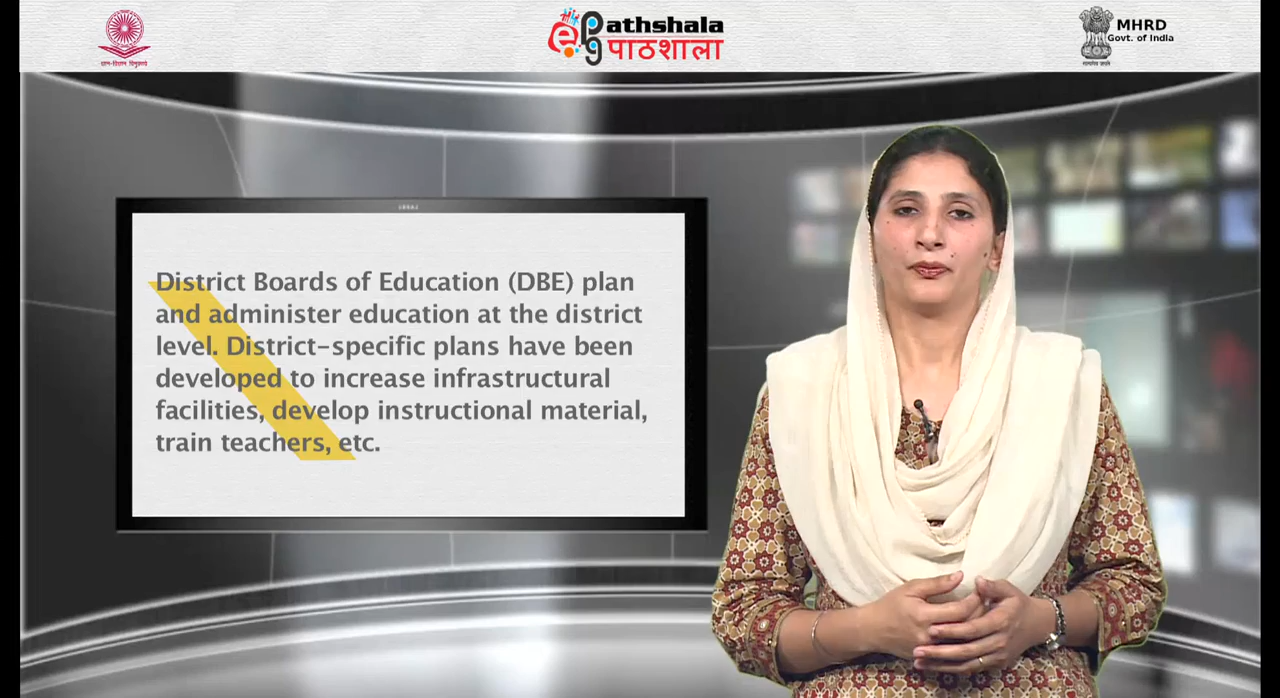 ePGpathshala
पाठशाला
MHRD
Govt. of India
District Boards of Education (DBE) plan
and administer education at the district
level. District-specific plans have been
developed to increase infrastructural
facilities, develop instructional material,
train teachers, etc.